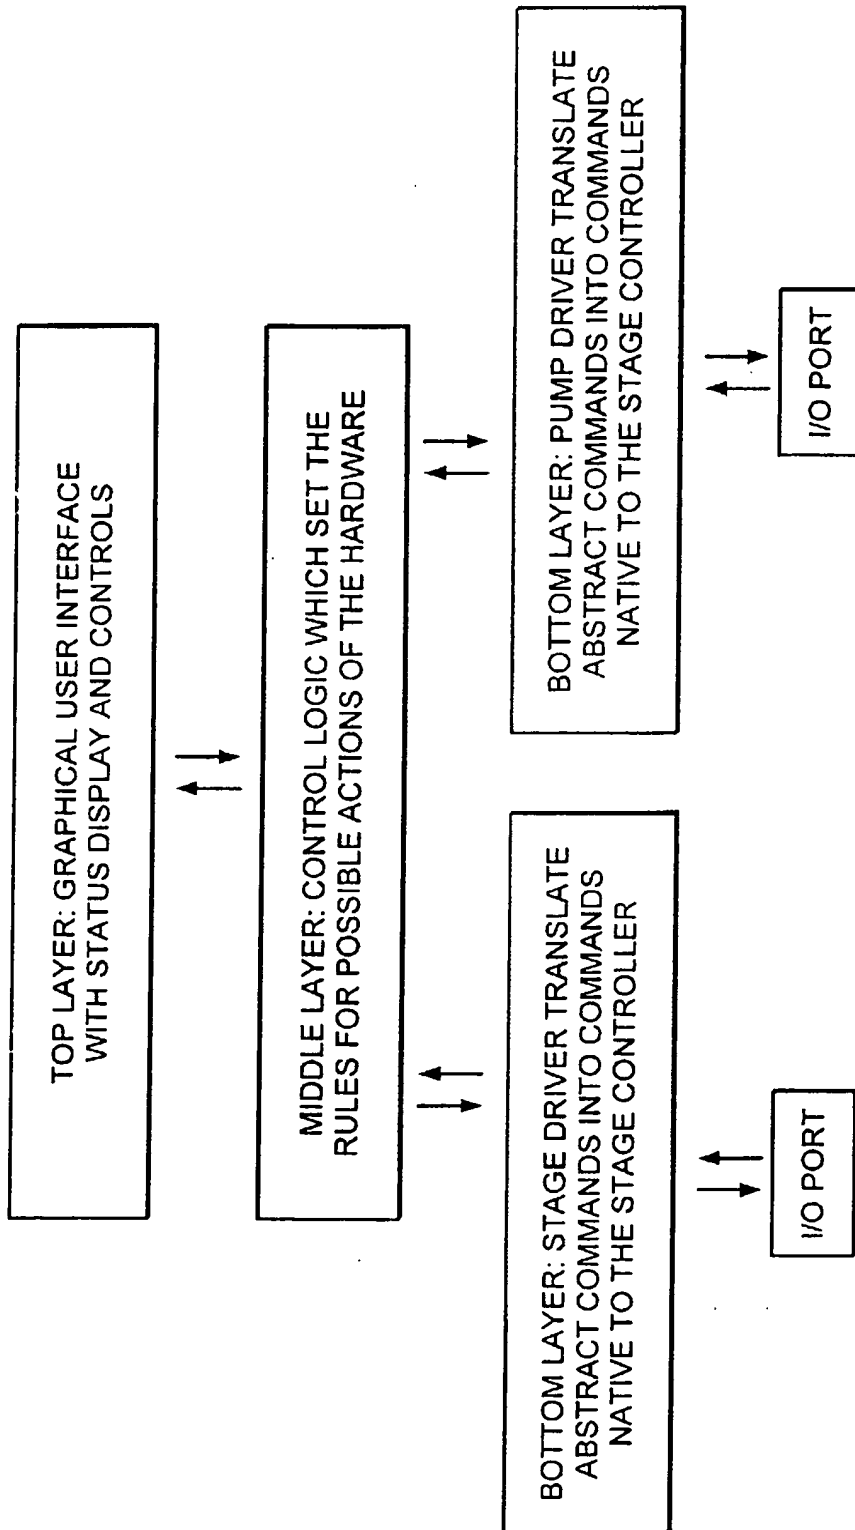 TOP LAYER: GRAPHICAL USER INTERFACE
WITH STATUS DISPLAY AND CONTROLS
MIDDLE LAYER: CONTROL LOGIC WHICH SET THE
RULES FOR POSSIBLE ACTIONS OF THE HARDWARE
BOTTOM LAYER: STAGE DRIVER TRANSLATE
ABSTRACT COMMANDS INTO COMMANDS
NATIVE TO THE STAGE CONTROLLER
BOTTOM LAYER: PUMP DRIVER TRANSLATE
ABSTRACT COMMANDS INTO COMMANDS
NATIVE TO THE STAGE CONTROLLER
I/O PORT
I/O PORT